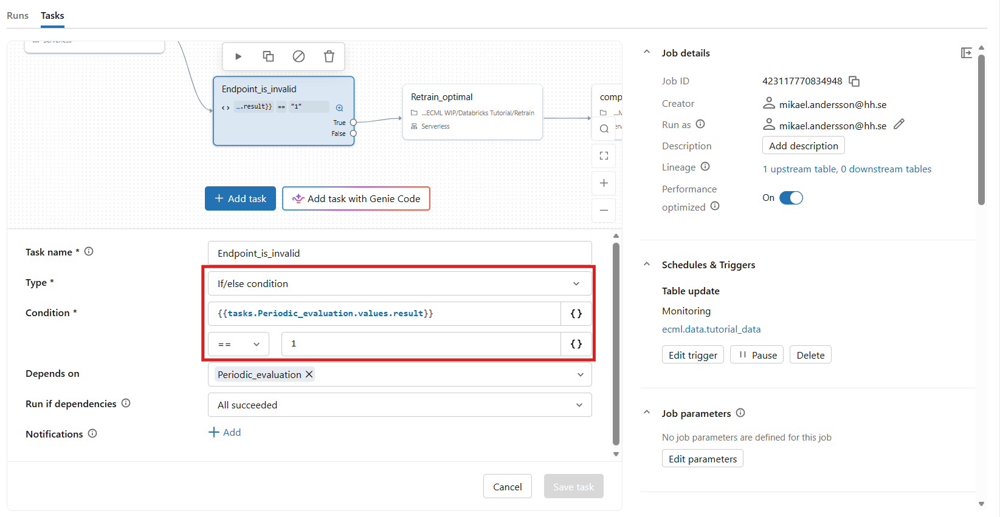 Runs Tasks
Serverless
Endpoint_is_invalid
….result}} == "1"
True
False
Retrain_optimal
...ECML WIP/Databricks Tutorial/Retrain
Serverless
comp
Add task
Add task with Genie Code
Task name *
Endpoint_is_invalid
Type *
If/else condition
Condition *
{{tasks.Periodic_evaluation.values.result}}
{}
==
1
{}
Depends on
Periodic_evaluation
Run if dependencies
All succeeded
Notifications
Add
Cancel
Save task
Job details
Job ID
423117770834948
Creator
mikael.andersson@hh.se
Run as
mikael.andersson@hh.se
Description
Add description
Lineage
1 upstream table, 0 downstream tables
Performance
optimized
On
Schedules & Triggers
Table update
Monitoring
ecml.data.tutorial_data
Edit trigger
Pause
Delete
Job parameters
No job parameters are defined for this job
Edit parameters